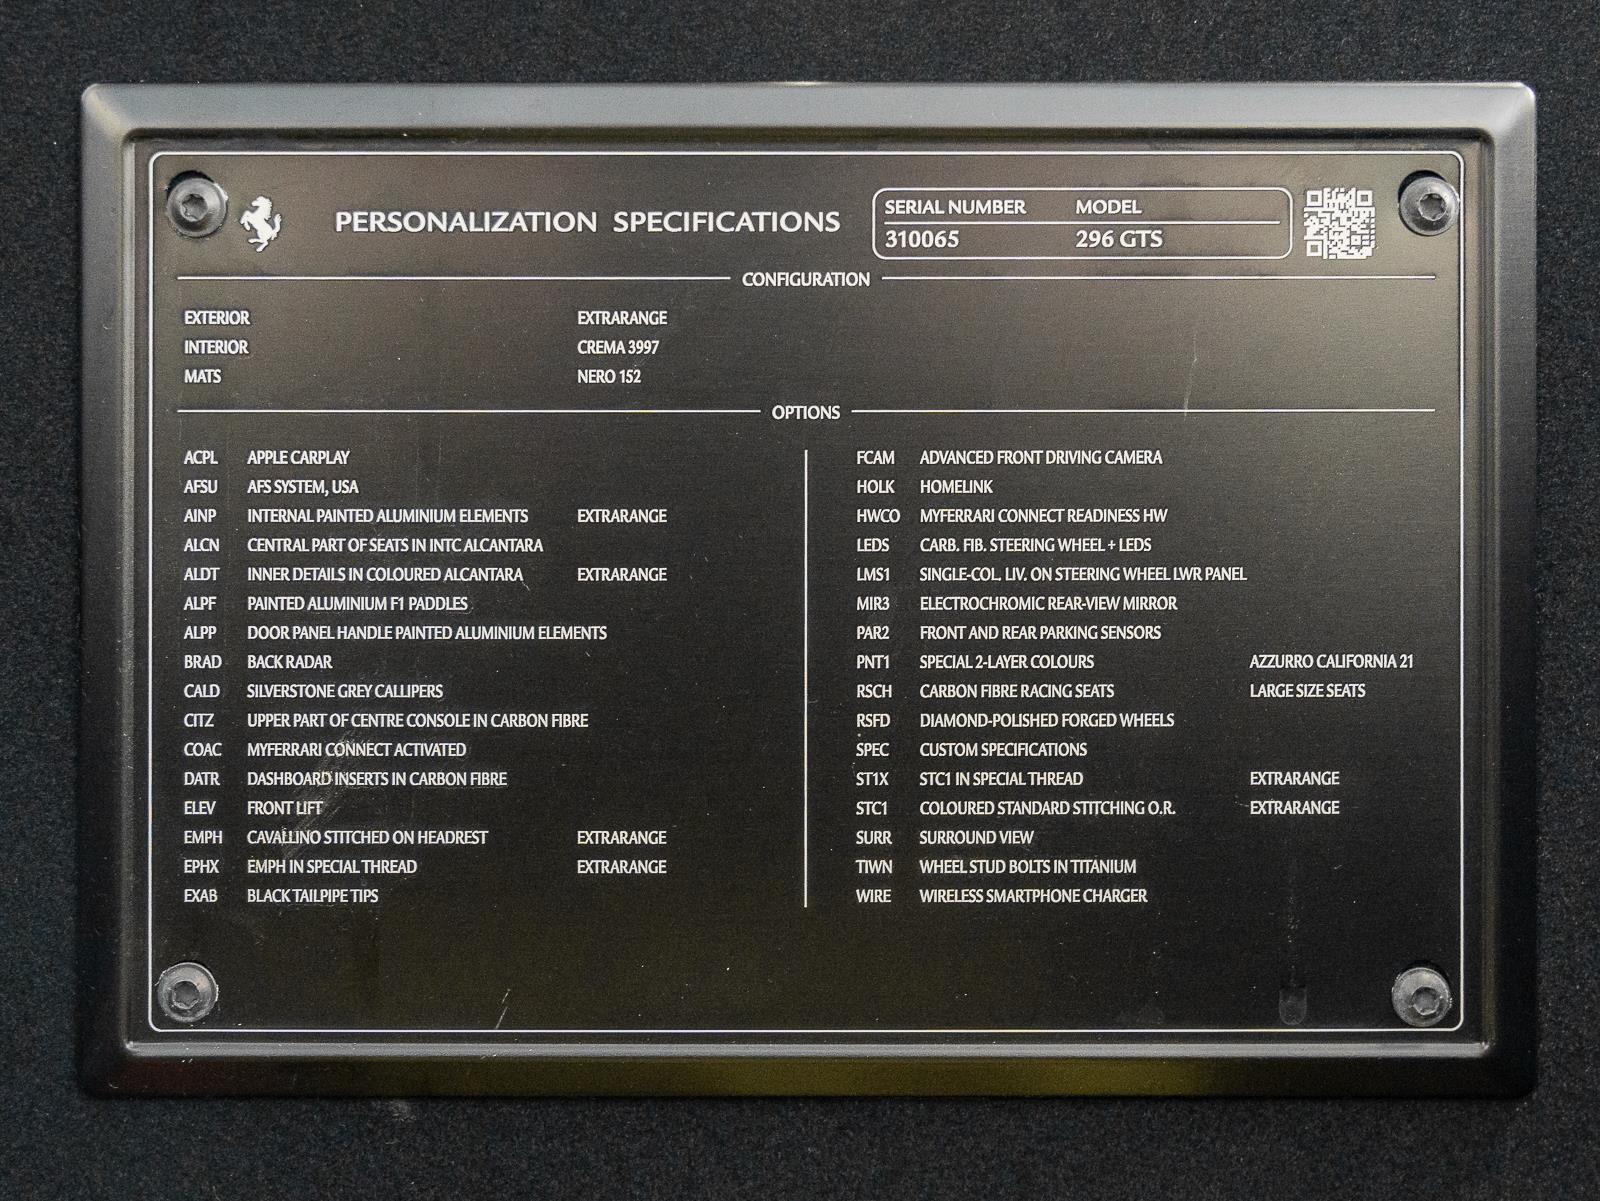 PERSONALIZATION SPECIFICATIONS
SERIAL NUMBER MODEL
310065 296 GTS
CONFIGURATION
EXTERIOR EXTRARANGE
INTERIOR CREMA 3997
MATS NERO 152
OPTIONS
ACPL APPLE CARPLAY
AFSU AFS SYSTEM, USA
AINP INTERNAL PAINTED ALUMINIUM ELEMENTS EXTRARANGE
ALCN CENTRAL PART OF SEATS IN INTC ALCANTARA
ALDT INNER DETAILS IN COLOURED ALCANTARA EXTRARANGE
ALPF PAINTED ALUMINIUM F1 PADDLES
ALPP DOOR PANEL HANDLE PAINTED ALUMINIUM ELEMENTS
BRAD BACK RADAR
CALD SILVERSTONE GREY CALLIPERS
CITZ UPPER PART OF CENTRE CONSOLE IN CARBON FIBRE
COAC MYFERRARI CONNECT ACTIVATED
DATR DASHBOARD INSERTS IN CARBON FIBRE
ELEV FRONT LIFT
EMPH CAVALLINO STITCHED ON HEADREST EXTRARANGE
EPHX EMPH IN SPECIAL THREAD EXTRARANGE
EXAB BLACK TAILPIPE TIPS
FCAM ADVANCED FRONT DRIVING CAMERA
HOLK HOMELINK
HWCO MYFERRARI CONNECT READINESS HW
LEDS CARB. FIB. STEERING WHEEL + LEDS
LMS1 SINGLE-COL. LIV. ON STEERING WHEEL LWR PANEL
MIR3 ELECTROCHROMIC REAR-VIEW MIRROR
PAR2 FRONT AND REAR PARKING SENSORS
PNT1 SPECIAL 2-LAYER COLOURS AZZURRO CALIFORNIA 21
RSCH CARBON FIBRE RACING SEATS LARGE SIZE SEATS
RSFD DIAMOND-POLISHED FORGED WHEELS
SPEC CUSTOM SPECIFICATIONS
ST1X STC1 IN SPECIAL THREAD EXTRARANGE
STC1 COLOURED STANDARD STITCHING O.R. EXTRARANGE
SURR SURROUND VIEW
TIWN WHEEL STUD BOLTS IN TITANIUM
WIRE WIRELESS SMARTPHONE CHARGER